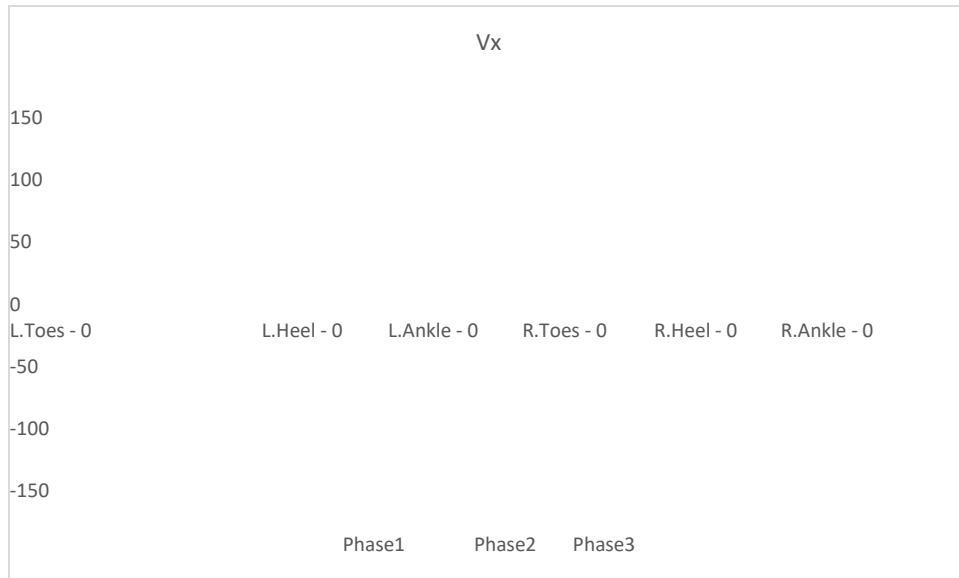 Vx
150
100
50
0
L.Toes - 0 L.Heel - 0 L.Ankle - 0 R.Toes - 0 R.Heel - 0 R.Ankle - 0
-50
-100
-150
Phase1 Phase2 Phase3